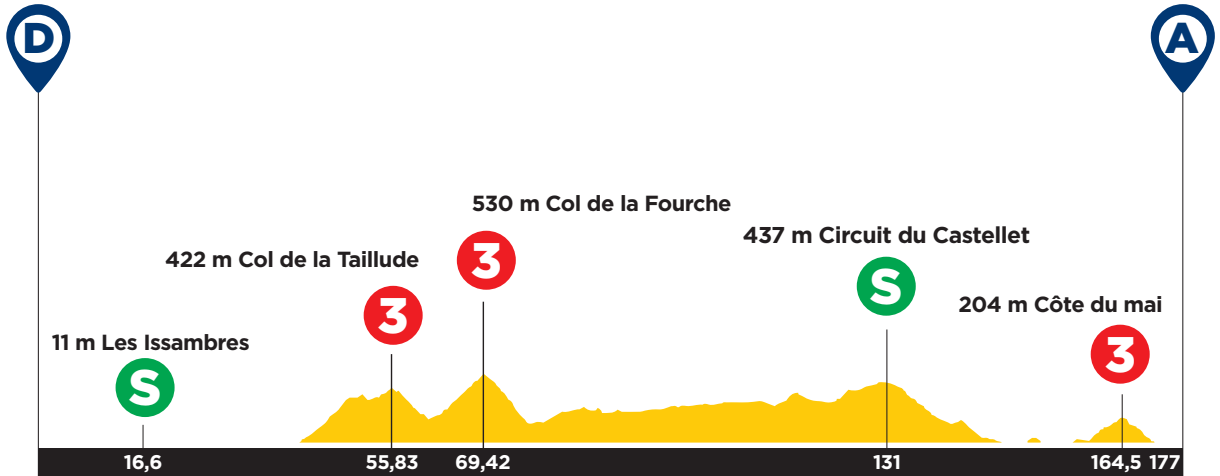 D
A
530 m Col de la Fourche
437 m Circuit du Castellet
422 m Col de la Taillude
3
S
204 m Côte du mai
3
11 m Les Issambres
3
S
16,6 55,83 69,42 131 164,5 177